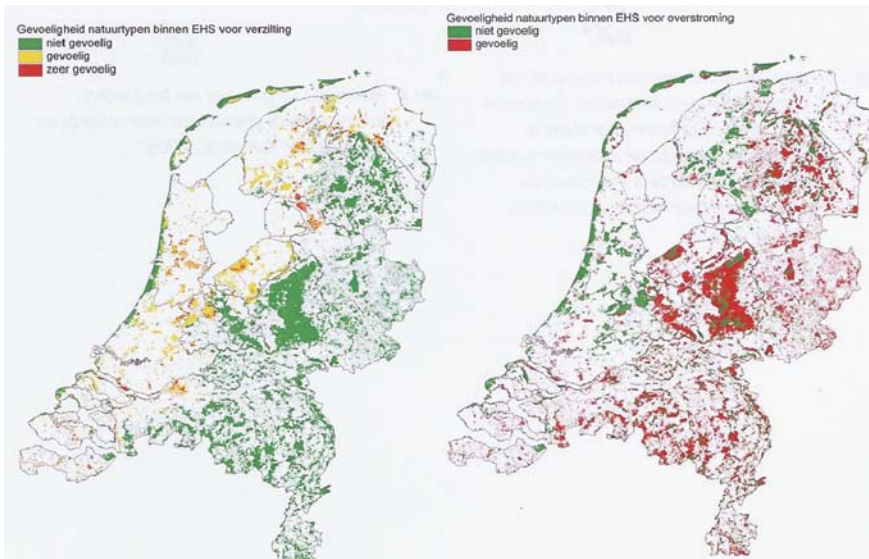 Gevoeligheid natuurtypen binnen EHS voor verzilting
niet gevoelig
gevoelig
zeer gevoelig
Gevoeligheid natuurtypen binnen EHS voor overstroming
niet gevoelig
gevoelig